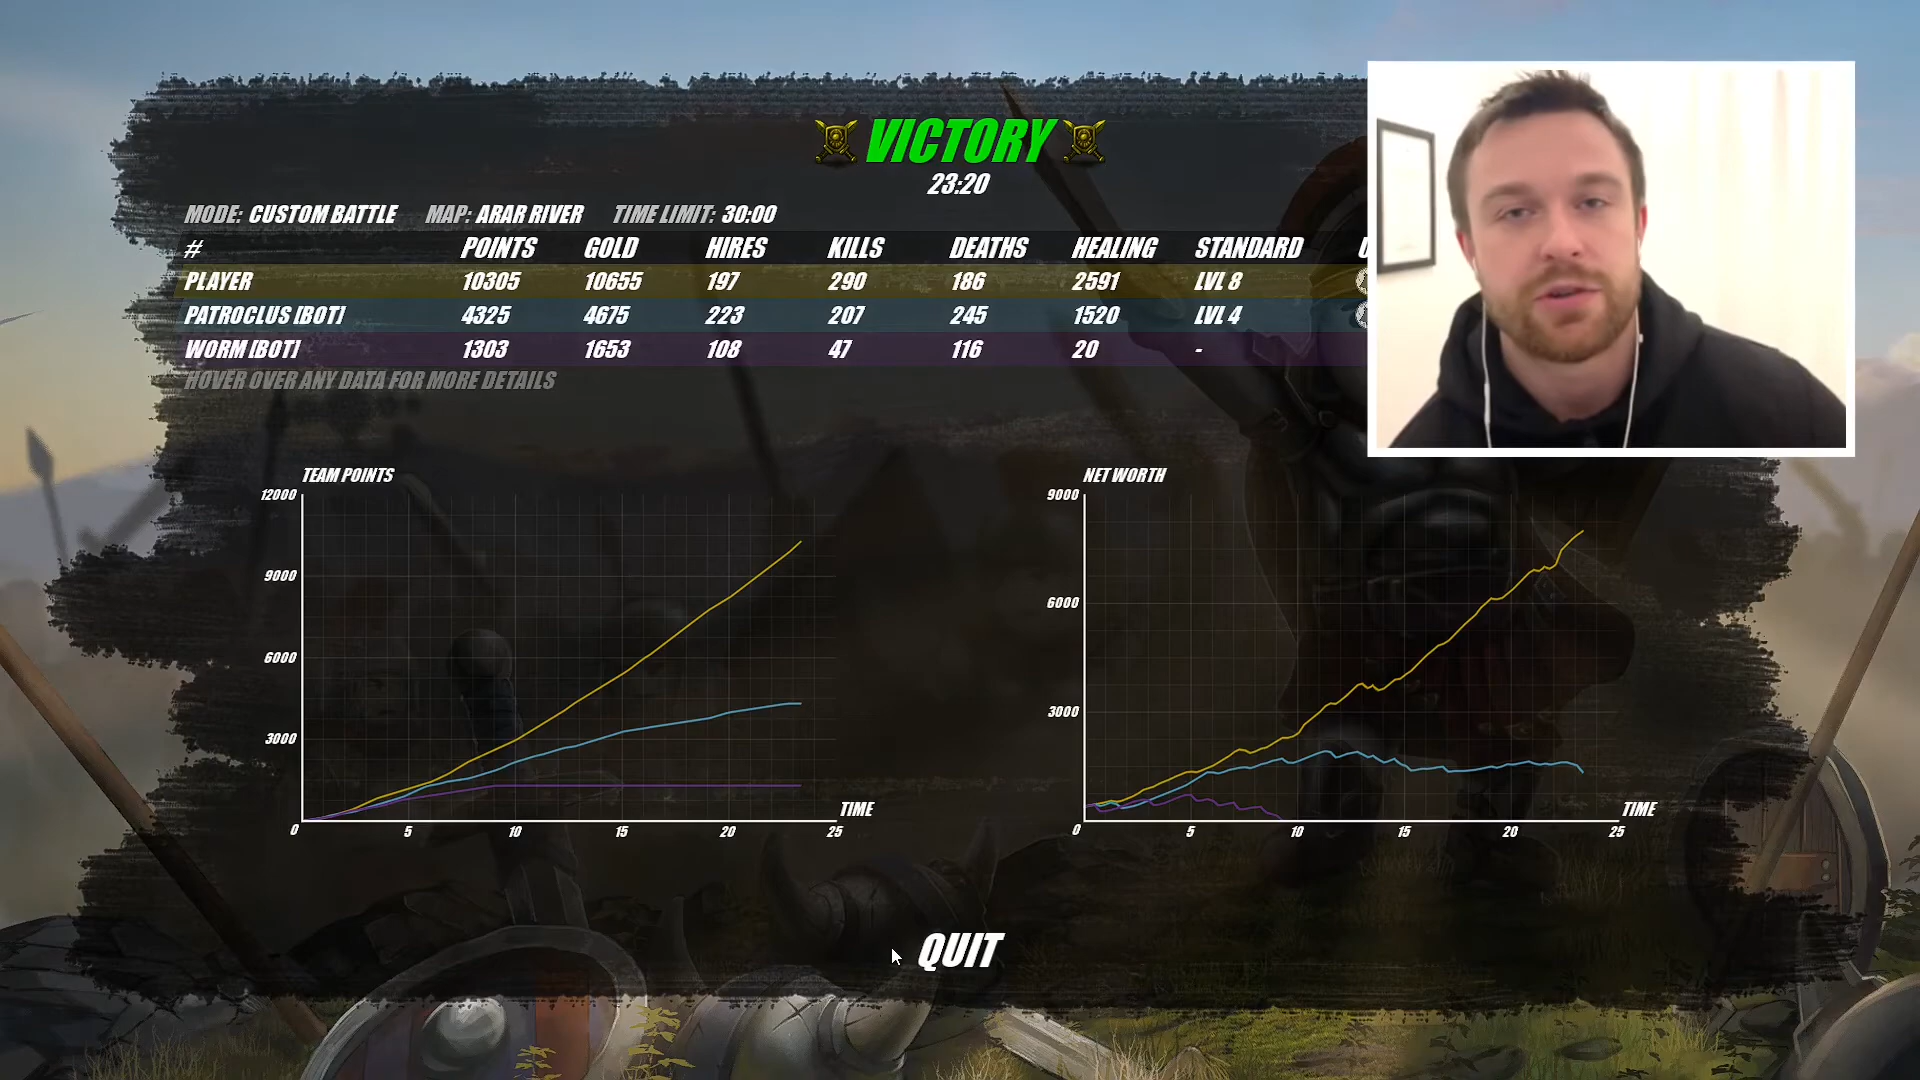 VICTORY
23:20
MODE: CUSTOM BATTLE MAP: ARAR RIVER TIME LIMIT: 30:00
# POINTS GOLD HIRES KILLS DEATHS HEALING STANDARD
PLAYER 10305 10655 197 290 186 2591 LVL 8
PATROCLUS [BOT] 4325 4675 223 207 245 1520 LVL 4
WORM [BOT] 1303 1653 108 47 116 20 -
HOVER OVER ANY DATA FOR MORE DETAILS
TEAM POINTS
12000
9000
6000
3000
0 5 10 15 20 25
TIME
NET WORTH
9000
6000
3000
0 5 10 15 20 25
TIME
QUIT